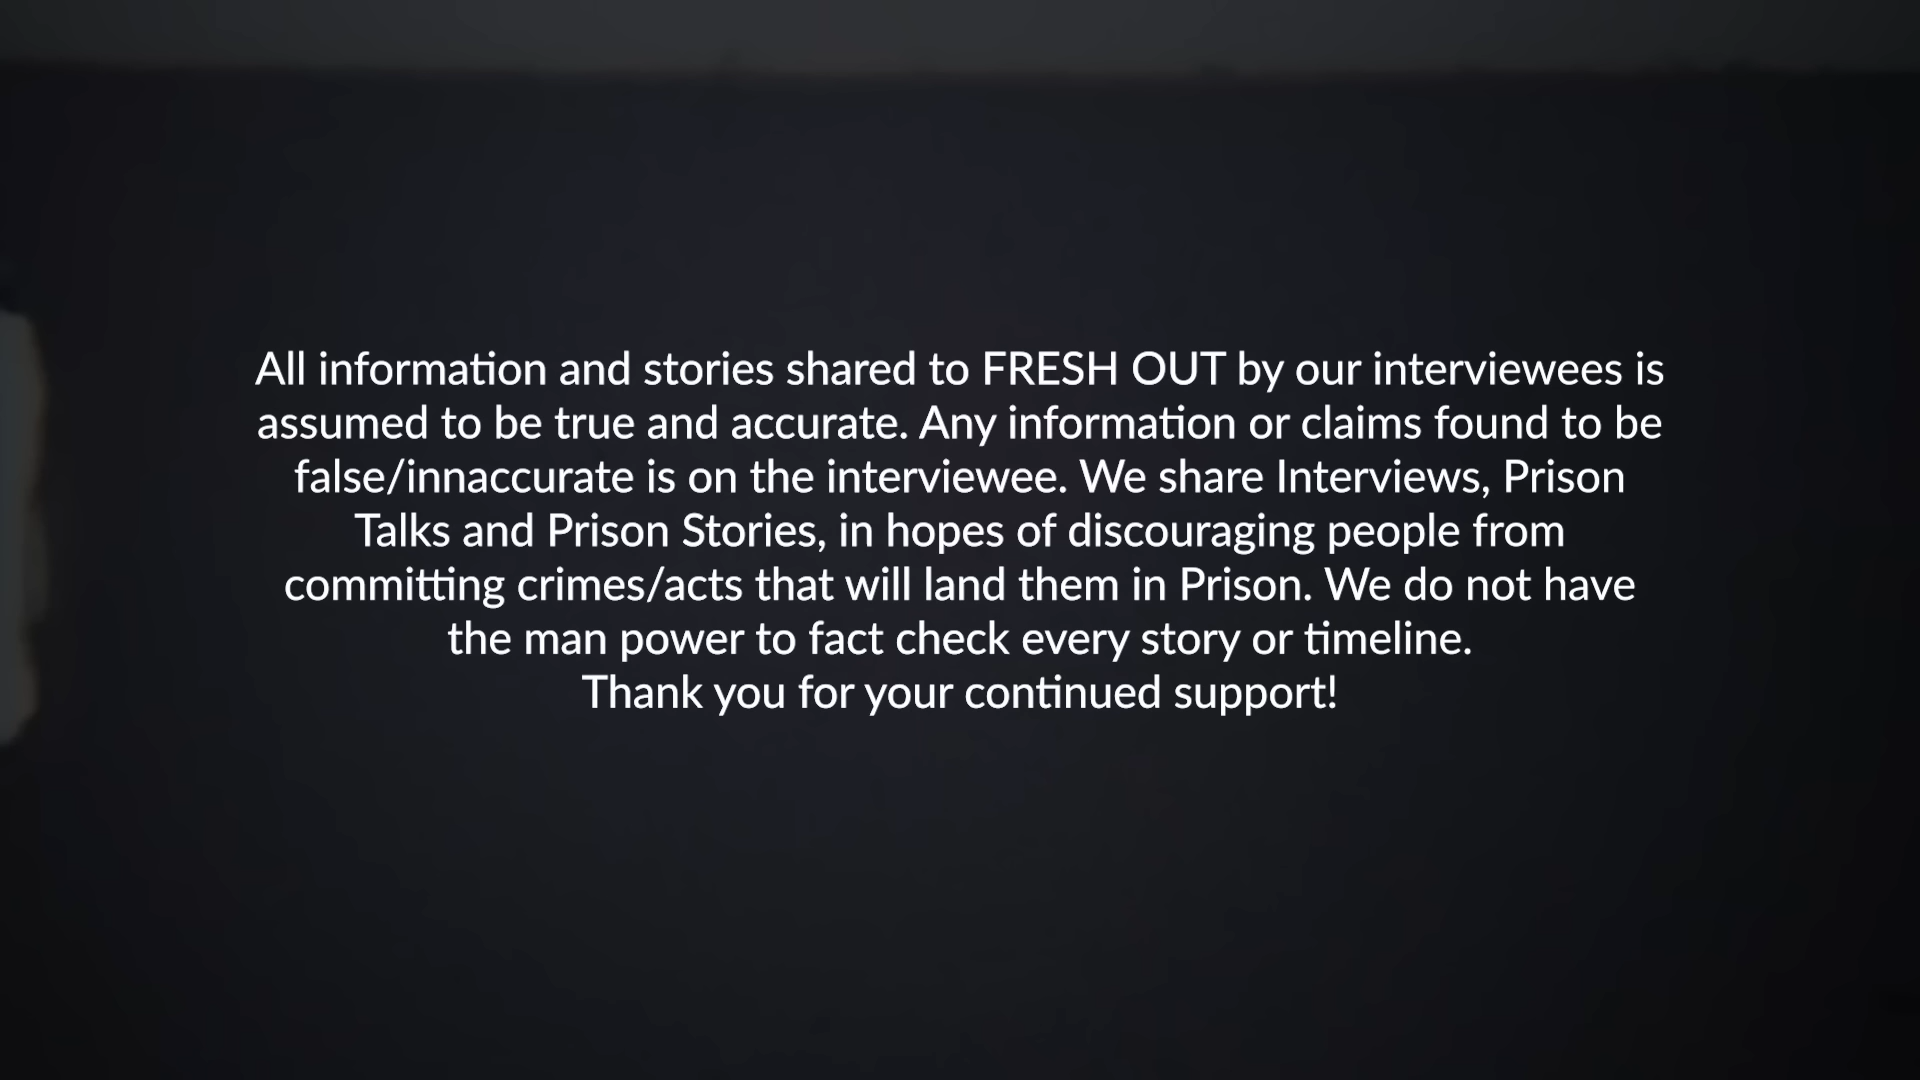 All information and stories shared to FRESH OUT by our interviewees is
assumed to be true and accurate. Any information or claims found to be
false/innaccurate is on the interviewee. We share Interviews, Prison
Talks and Prison Stories, in hopes of discouraging people from
committing crimes/acts that will land them in Prison. We do not have
the man power to fact check every story or timeline.
Thank you for your continued support!